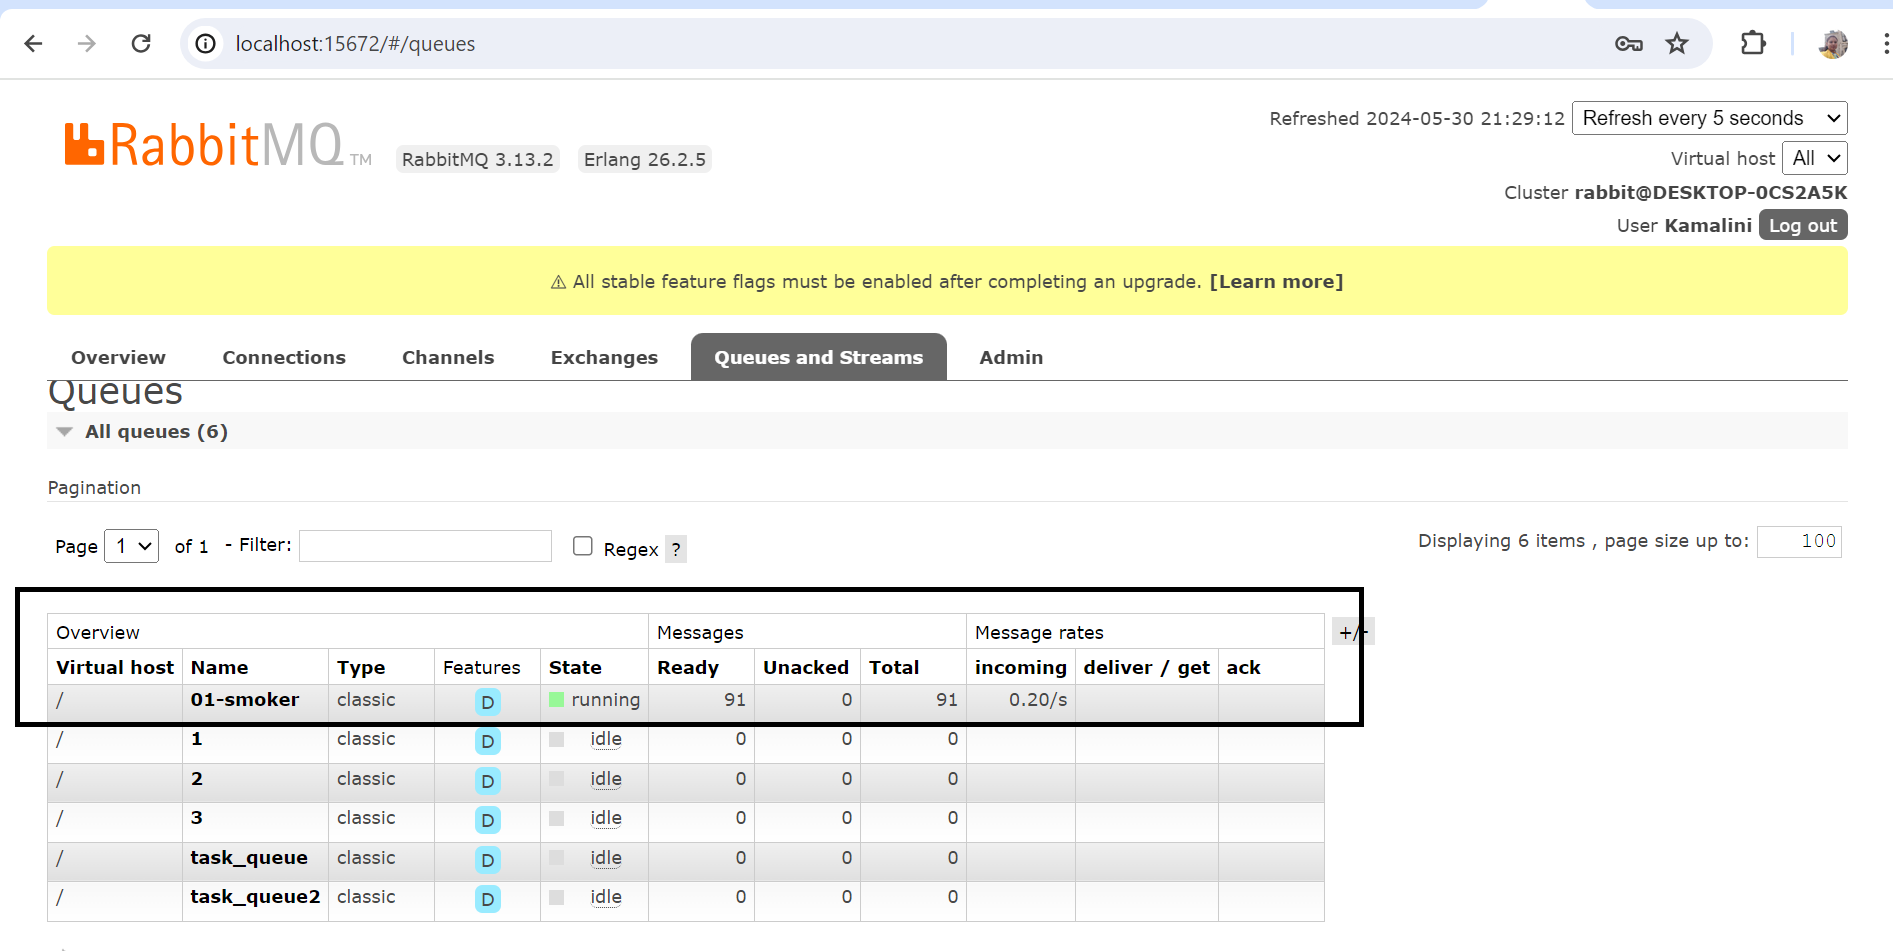 localhost:15672/#/queues
RabbitMQ TM RabbitMQ 3.13.2 Erlang 26.2.5
Refreshed 2024-05-30 21:29:12 Refresh every 5 seconds
Virtual host All
Cluster rabbit@DESKTOP-0CS2A5K
User Kamalini Log out
⚠ All stable feature flags must be enabled after completing an upgrade. [Learn more]
Overview Connections Channels Exchanges Queues and Streams Admin
Queues
All queues (6)
Pagination
Page 1 of 1 - Filter: Regex ? Displaying 6 items , page size up to: 100
Overview Messages Message rates +/-
Virtual host Name Type Features State Ready Unacked Total incoming deliver / get ack
/ 01-smoker classic D running 91 0 91 0.20/s
/ 1 classic D idle 0 0 0
/ 2 classic D idle 0 0 0
/ 3 classic D idle 0 0 0
/ task_queue classic D idle 0 0 0
/ task_queue2 classic D idle 0 0 0